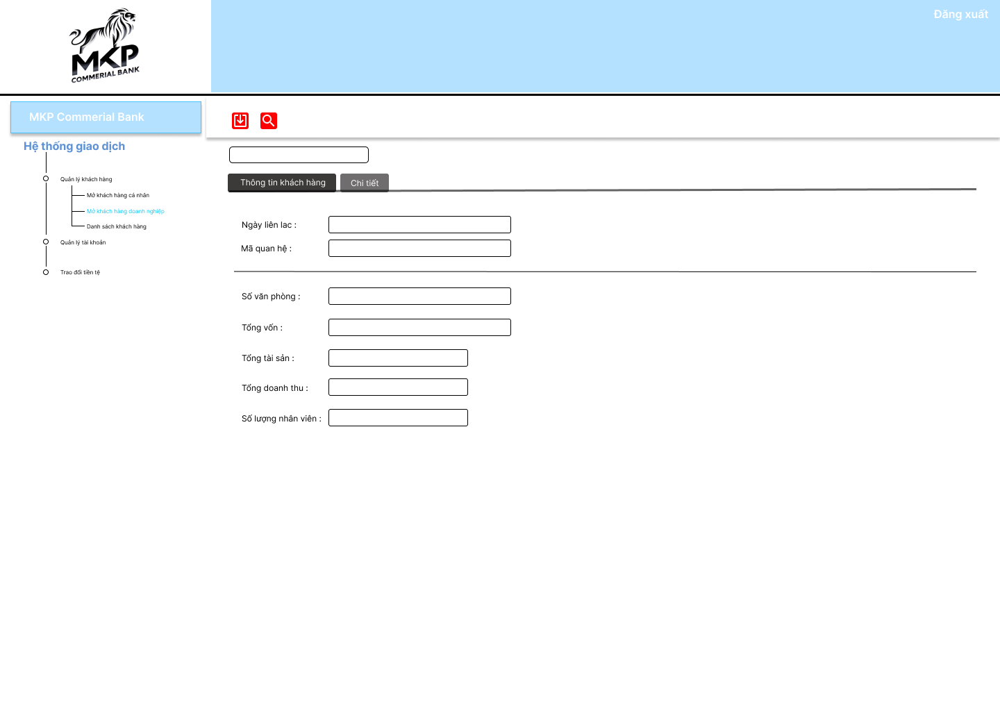 MKP
COMMERIAL BANK
Đăng xuất
MKP Commerial Bank
Hệ thống giao dịch
Quản lý khách hàng
Mở khách hàng cá nhân
Mở khách hàng doanh nghiệp
Danh sách khách hàng
Quản lý tài khoản
Trao đổi tiền tệ
Thông tin khách hàng
Chi tiết
Ngày liên lac :
Mã quan hệ :
Số văn phòng :
Tổng vốn :
Tổng tài sản :
Tổng doanh thu :
Số lượng nhân viên :